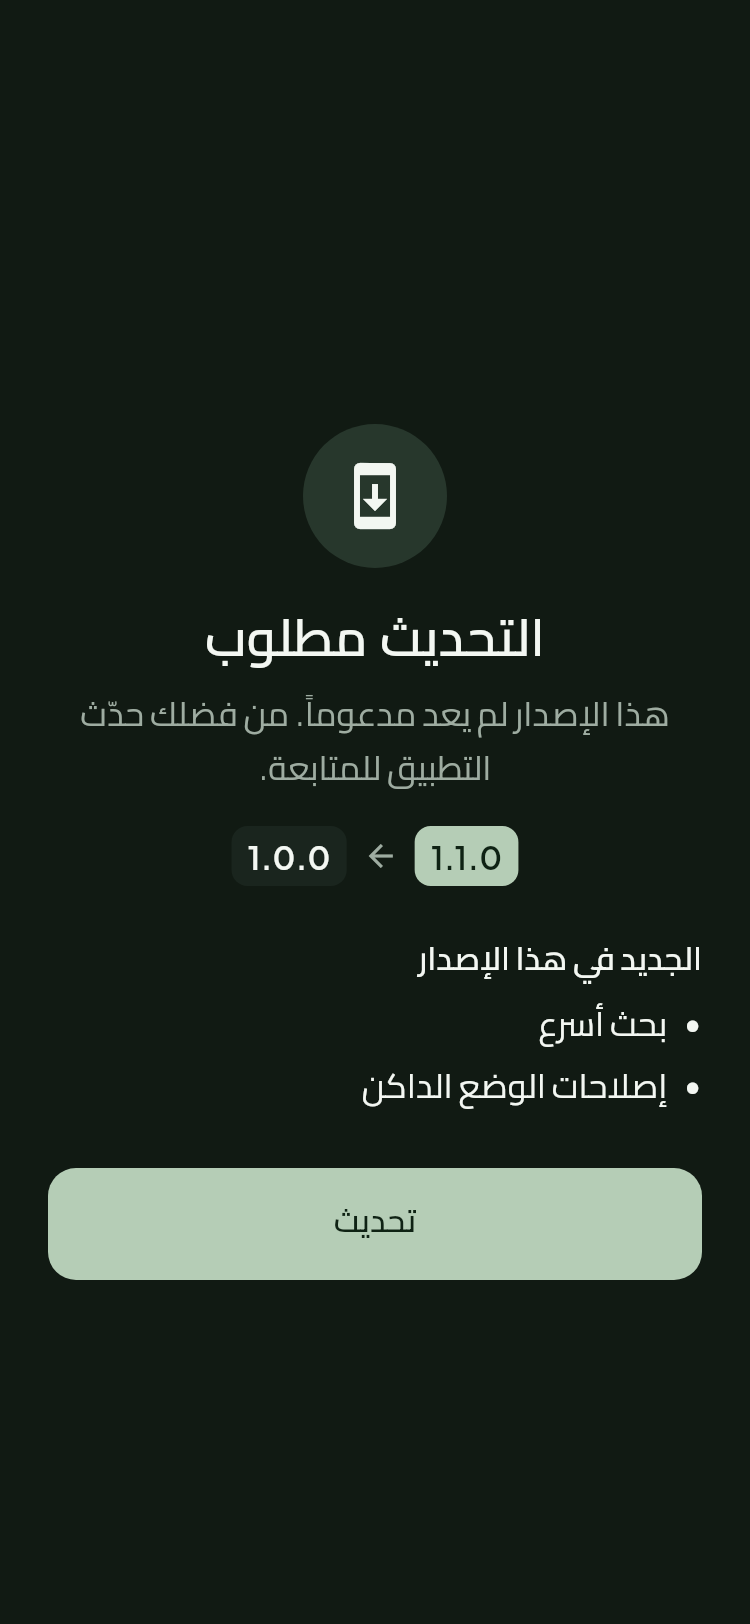 التحديث مطلوب
هذا الإصدار لم يعد مدعوماً. من فضلك حدّث
التطبيق للمتابعة.
1.1.0 ← 1.0.0
الجديد في هذا الإصدار
• بحث أسرع
• إصلاحات الوضع الداكن
تحديث